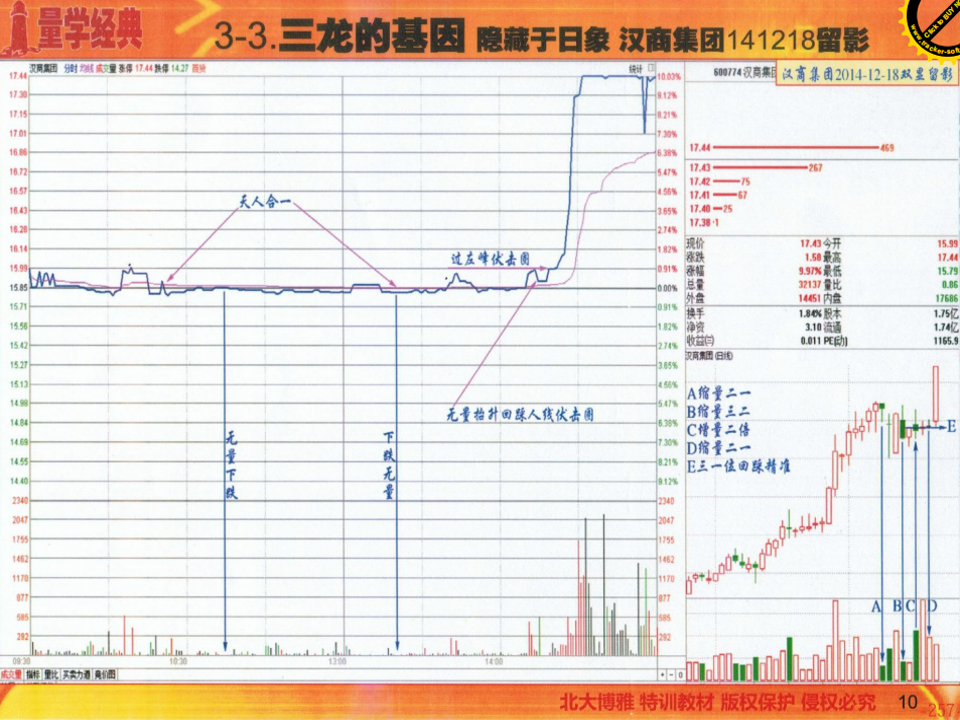 量学经典
3-3.三龙的基因 隐藏于日象 汉商集团141218留影
Click to BUY NOW
汉商集团 分时 均线 成交量 涨停 17.44 跌停 14.27
统计
600774 汉商集团
汉商集团2014-12-18双显留影
17.44
17.30
17.15
17.01
16.86
16.72
16.57
16.43
16.28
16.14
15.99
15.85
15.71
15.56
15.42
15.27
15.13
14.98
14.84
14.69
14.55
14.40
2340
2047
1755
1462
1170
877
585
292
10.03%
9.12%
8.21%
7.30%
6.38%
5.47%
4.56%
3.65%
2.74%
1.82%
0.91%
0.00%
0.91%
1.82%
2.74%
3.65%
4.56%
5.47%
6.38%
7.30%
8.21%
9.12%
2340
2047
1755
1462
1170
877
585
292
天人合一
过左峰伏击圈
无量抬升回踩人线伏击圈
无量下跌
下跌无量
09:30
10:30
13:00
14:00
成交量 指标 量比 买卖力道 竞价图
17.44 469
17.43 267
17.42 75
17.41 67
17.40 25
17.38 1
现价 17.43 今开 15.99
涨跌 1.58 最高 17.44
涨幅 9.97% 最低 15.79
总量 32137 量比 0.86
外盘 14451 内盘 17686
换手 1.84% 股本 1.75亿
净资 3.10 流通 1.74亿
收益(三) 0.011 PE(动) 1165.9
汉商集团(日线)
A缩量二一
B缩量三二
C增量二倍
D缩量二一
E三一位回踩精准
E
A B C D
北大博雅 特训教材 版权保护 侵权必究 10
-257-